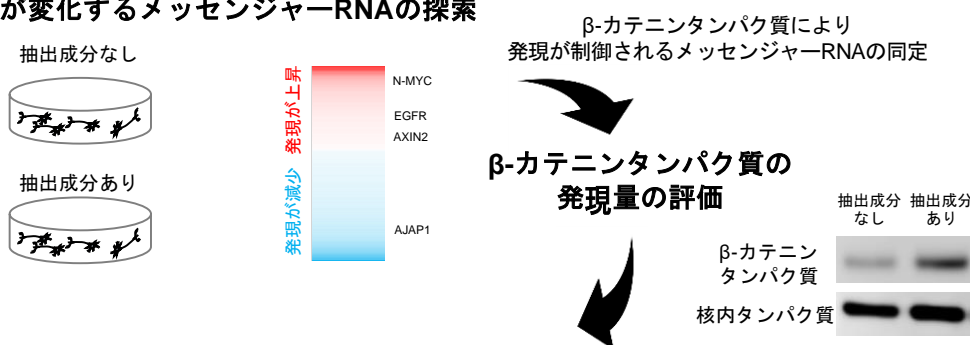 が変化するメッセンジャーRNAの探索
抽出成分なし
抽出成分あり
発現が上昇
発現が減少
N-MYC
EGFR
AXIN2
AJAP1
β-カテニンタンパク質により
発現が制御されるメッセンジャーRNAの同定
β-カテニンタンパク質の
発現量の評価
抽出成分 抽出成分
なし あり
β-カテニン
タンパク質
核内タンパク質